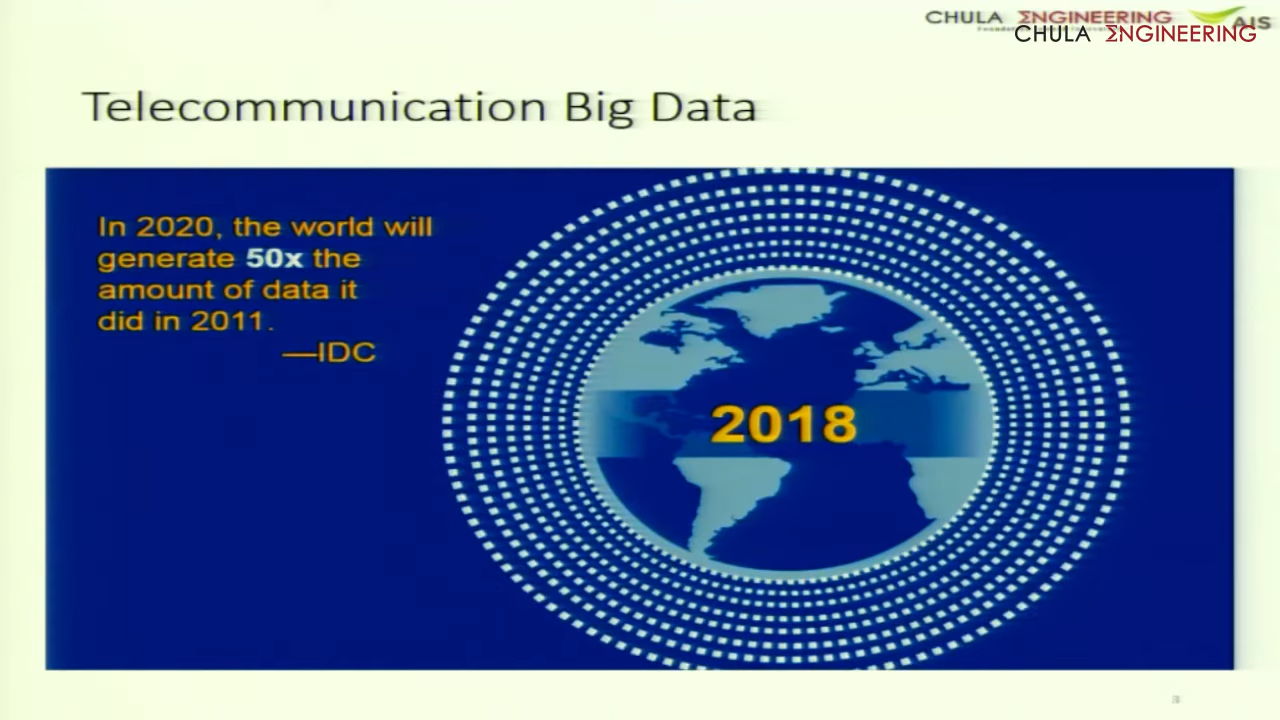 CHULA ΣNGINEERING
AIS
CHULA ΣNGINEERING
Telecommunication Big Data
In 2020, the world will
generate 50x the
amount of data it
did in 2011.
—IDC
2018
3